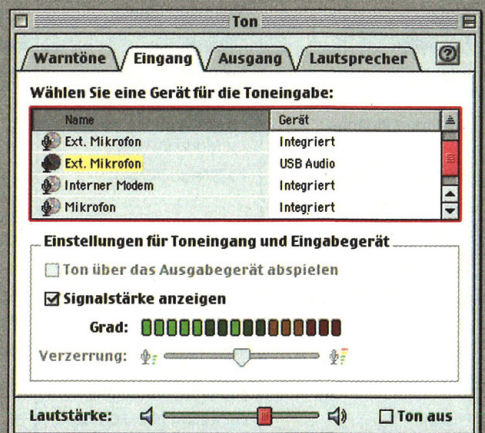 Ton
Warntöne Eingang Ausgang Lautsprecher ?
Wählen Sie eine Gerät für die Toneingabe:
Name Gerät
Ext. Mikrofon Integriert
Ext. Mikrofon USB Audio
Interner Modem Integriert
Mikrofon Integriert
Einstellungen für Toneingang und Eingabegerät
Ton über das Ausgabegerät abspielen
Signalstärke anzeigen
Grad:
Verzerrung:
Lautstärke: Ton aus